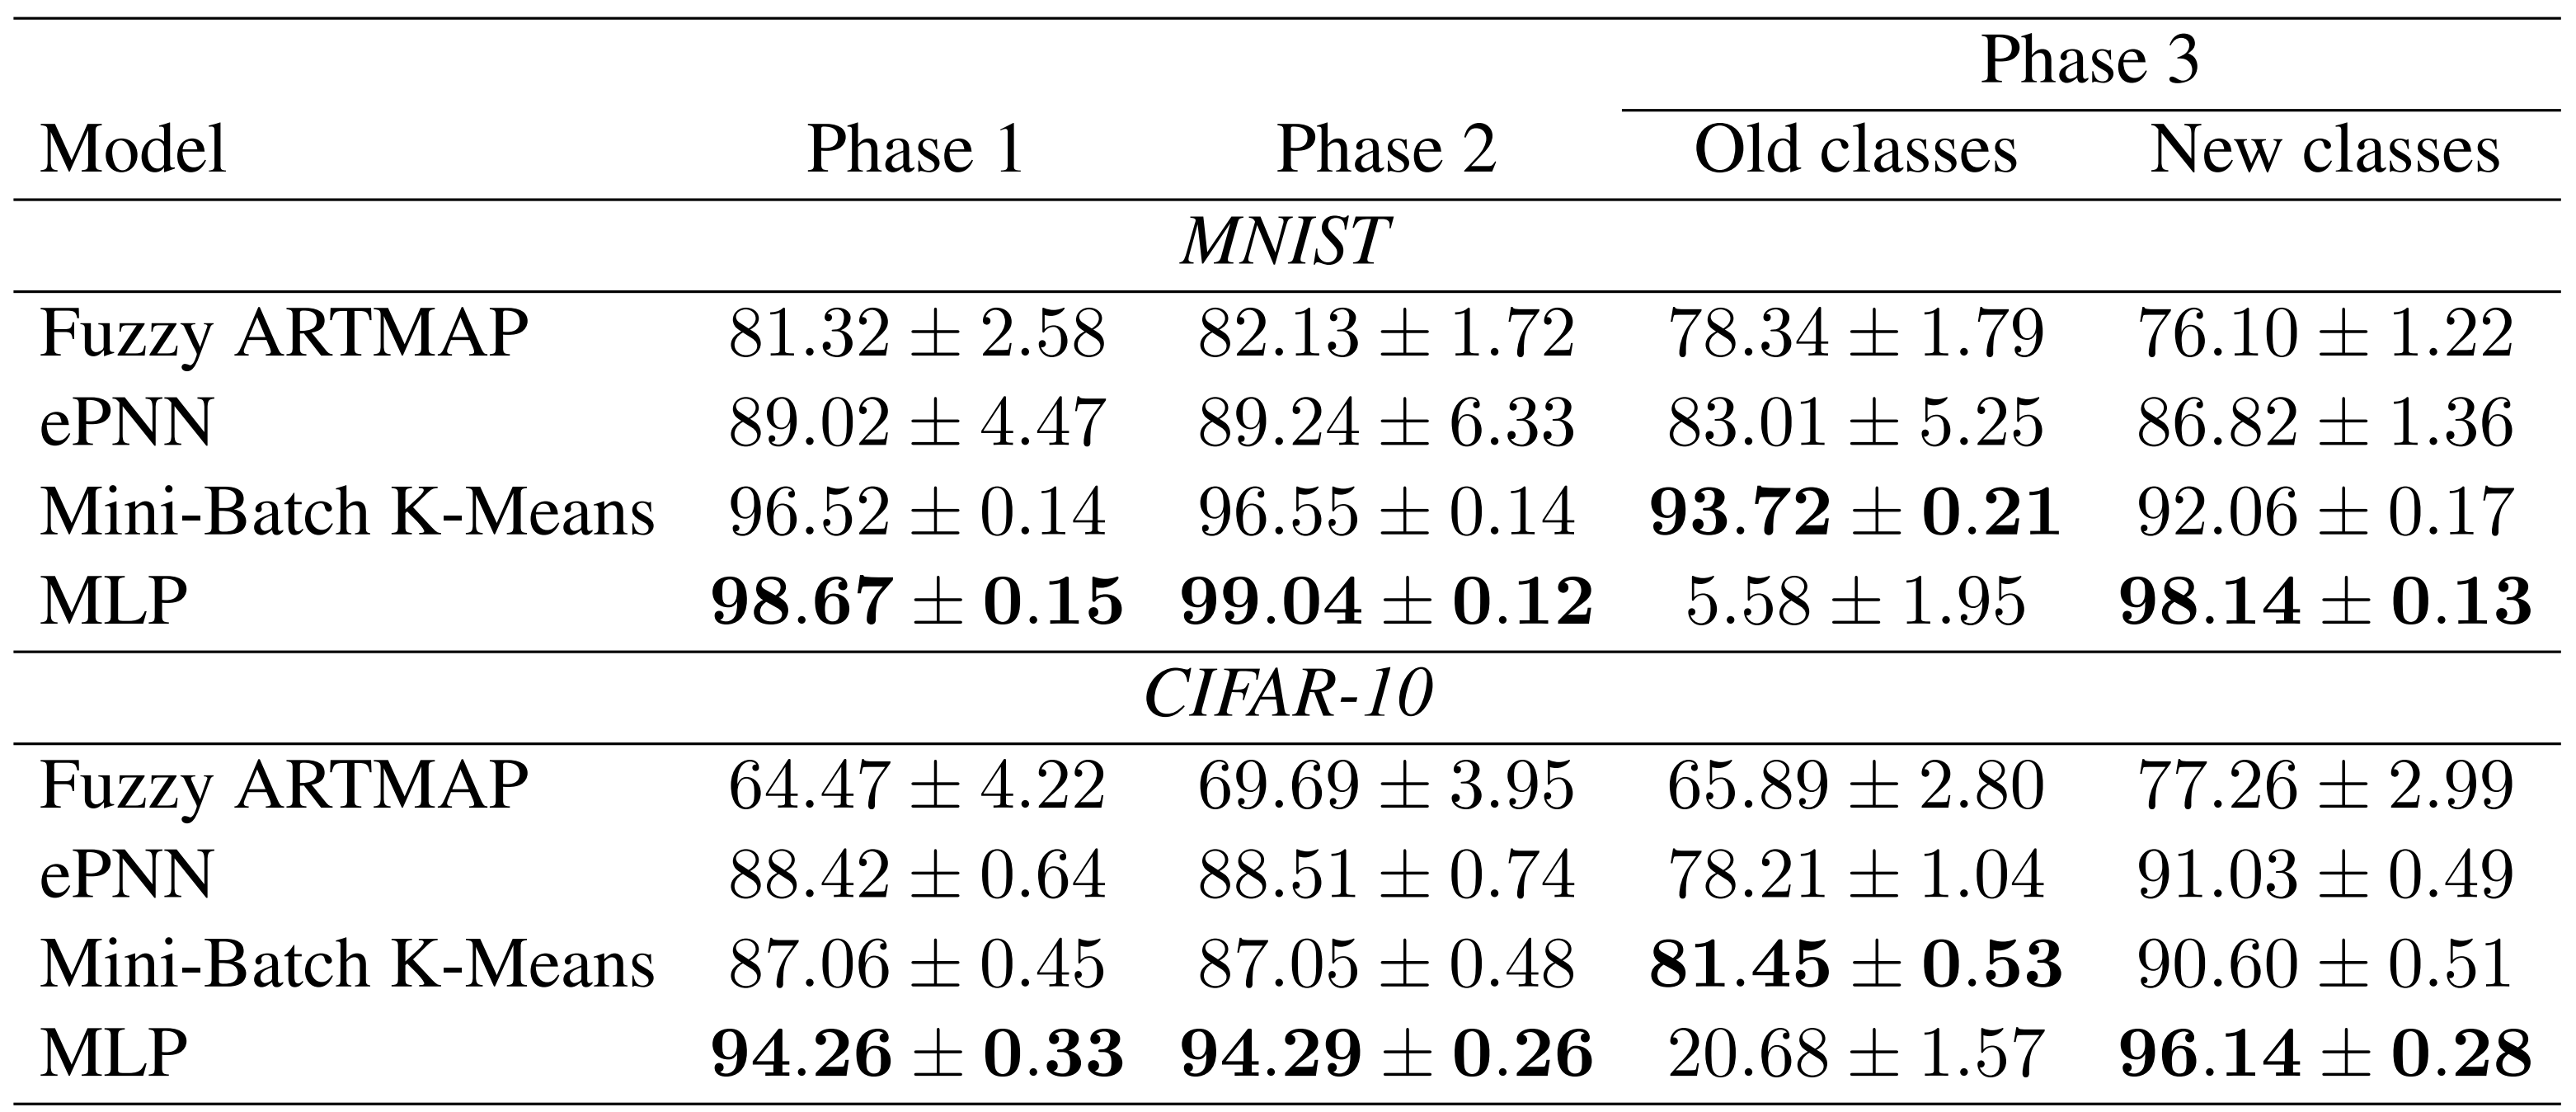 Phase 3
Model Phase 1 Phase 2 Old classes New classes
MNIST
Fuzzy ARTMAP 81.32 ± 2.58 82.13 ± 1.72 78.34 ± 1.79 76.10 ± 1.22
ePNN 89.02 ± 4.47 89.24 ± 6.33 83.01 ± 5.25 86.82 ± 1.36
Mini-Batch K-Means 96.52 ± 0.14 96.55 ± 0.14 93.72 ± 0.21 92.06 ± 0.17
MLP 98.67 ± 0.15 99.04 ± 0.12 5.58 ± 1.95 98.14 ± 0.13
CIFAR-10
Fuzzy ARTMAP 64.47 ± 4.22 69.69 ± 3.95 65.89 ± 2.80 77.26 ± 2.99
ePNN 88.42 ± 0.64 88.51 ± 0.74 78.21 ± 1.04 91.03 ± 0.49
Mini-Batch K-Means 87.06 ± 0.45 87.05 ± 0.48 81.45 ± 0.53 90.60 ± 0.51
MLP 94.26 ± 0.33 94.29 ± 0.26 20.68 ± 1.57 96.14 ± 0.28